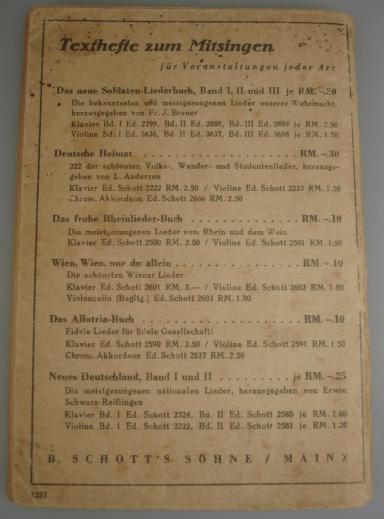 Texthefte zum Mitsingen
für Veranstaltungen jeder Art
Das neue Soldaten-Liederbuch, Band I, II und III je RM. –.30
Die bekanntesten und meistgesungenen Lieder unserer Wehrmacht,
herausgegeben von Fr. J. Breuer
Klavier Bd. I Ed. 2799, Bd. II Ed. 2888, Bd. III Ed. 2899 je RM. 2.50
Violine Bd. I Ed. 3636, Bd. II Ed. 3637, Bd. III Ed. 3698 je RM. 1.50
Deutsche Heimat . . . . . . . . . . . . . . RM. –.30
222 der schönsten Volks-, Wander- und Studentenlieder, herausge-
geben von L. Andersen
Klavier Ed. Schott 2222 RM. 2.50 / Violine Ed. Schott 2223 RM. 1.50
Chrom. Akkordeon Ed. Schott 2666 RM. 2.50
Das frohe Rheinlieder-Buch . . . . . . . . . . RM. –.10
Die meistgesungenen Lieder vom Rhein und dem Wein
Klavier Ed. Schott 2500 RM. 2.50 / Violine Ed. Schott 2501 RM. 1.50
Wien, Wien, nur du allein . . . . . . . . . . RM. –.10
Die schönsten Wiener Lieder
Klavier Ed. Schott 2601 RM. 3.— / Violine Ed. Schott 2602 RM. 1.80
Violoncello (Begltg.) Ed. Schott 2603 RM. 1.80
Das Allotria-Buch . . . . . . . . . . . . . . RM. –.10
Fidele Lieder für fidele Gesellschaft!
Klavier Ed. Schott 2590 RM. 2.50 / Violine Ed. Schott 2591 RM. 1.50
Chrom. Akkordeon Ed. Schott 2537 RM. 2.50
Neues Deutschland, Band I und II . . . . . . . . . je RM. –.25
Die meistgesungenen nationalen Lieder, herausgegeben von Erwin
Schwarz-Reiflingen
Klavier Bd. I Ed. Schott 2324, Bd. II Ed. Schott 2580 je RM. 1.80
Violine Bd. I Ed. Schott 2322, Bd. II Ed. Schott 2581 je RM. 1.20
B. SCHOTT'S SÖHNE / MAINZ
1253